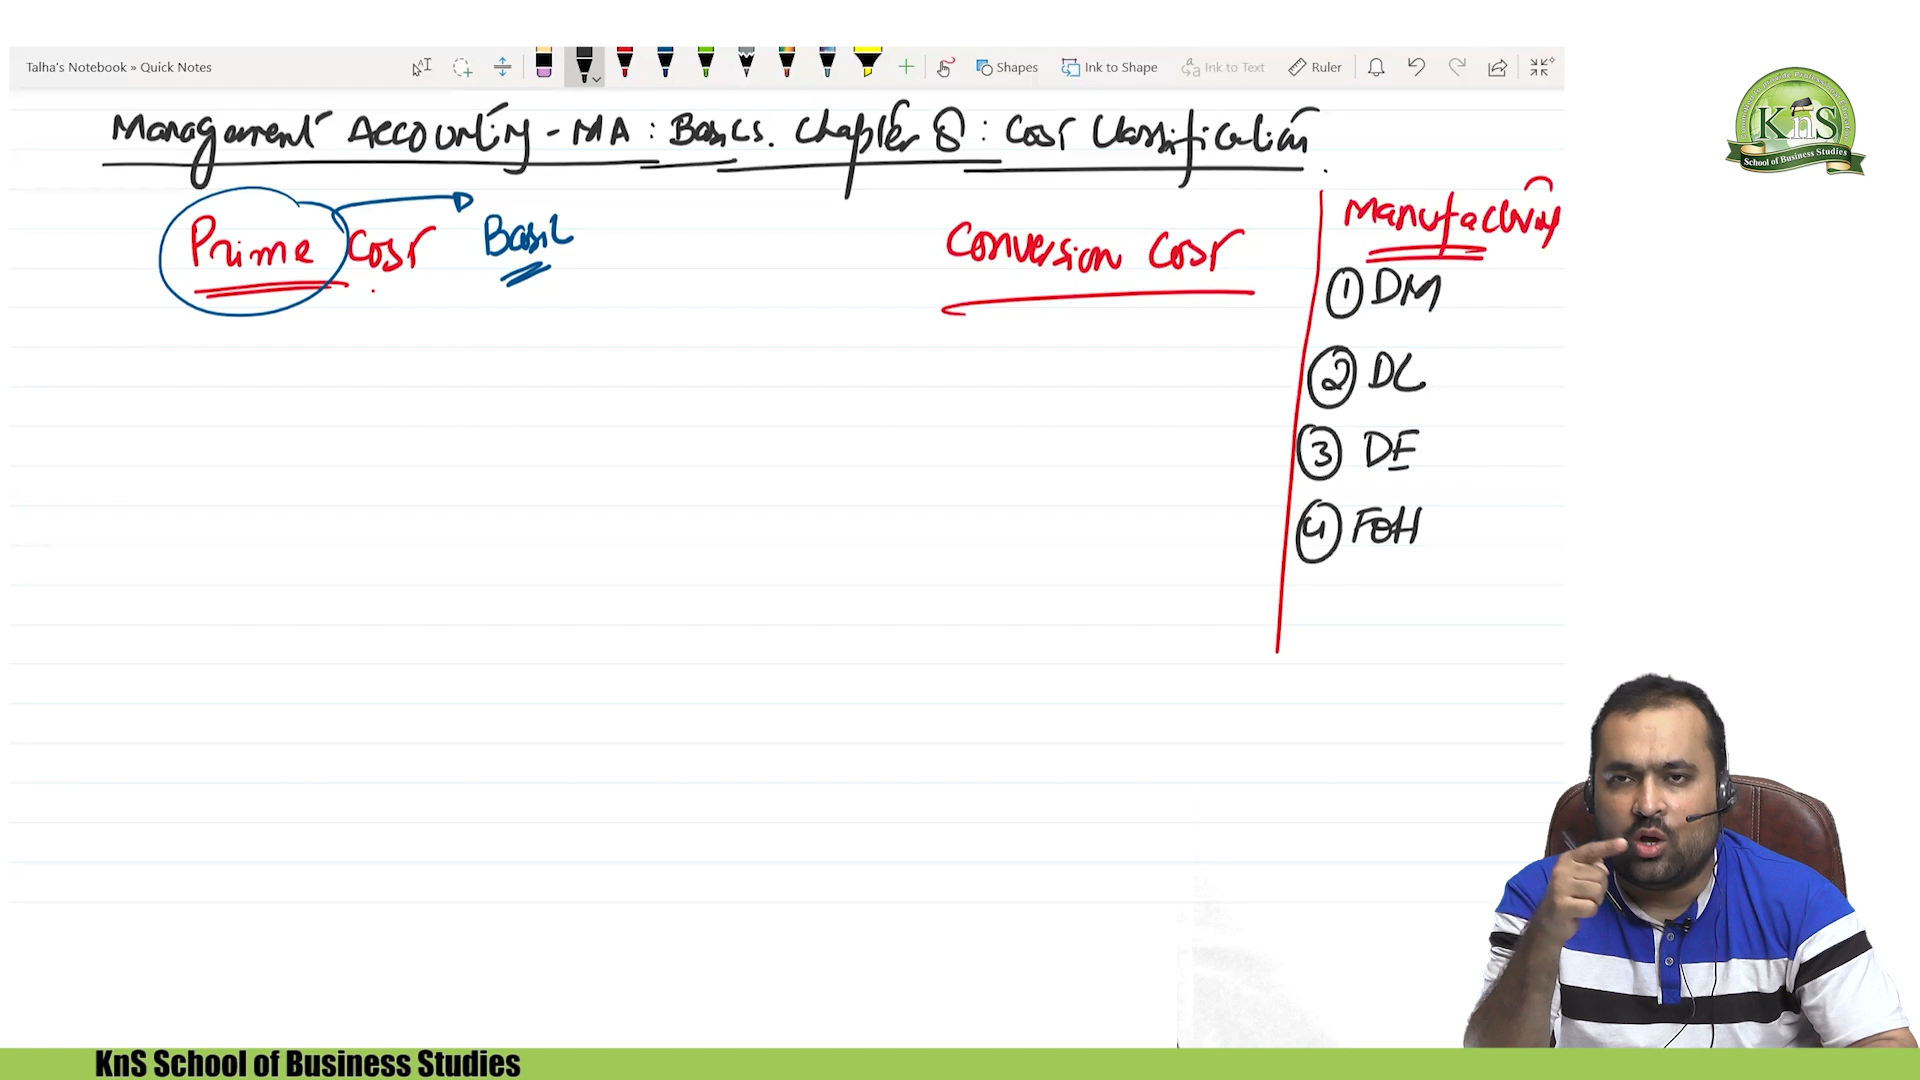 Talha's Notebook » Quick Notes
Shapes
Ink to Shape
Ink to Text
Ruler
Management Accounting - MA : Basics. Chapter 8 : Cost Classification.
KnS
School of Business Studies
Prime Cost
Basic
Conversion Cost
Manufacturing
① DM
② DL
③ DE
④ FOH
KnS School of Business Studies